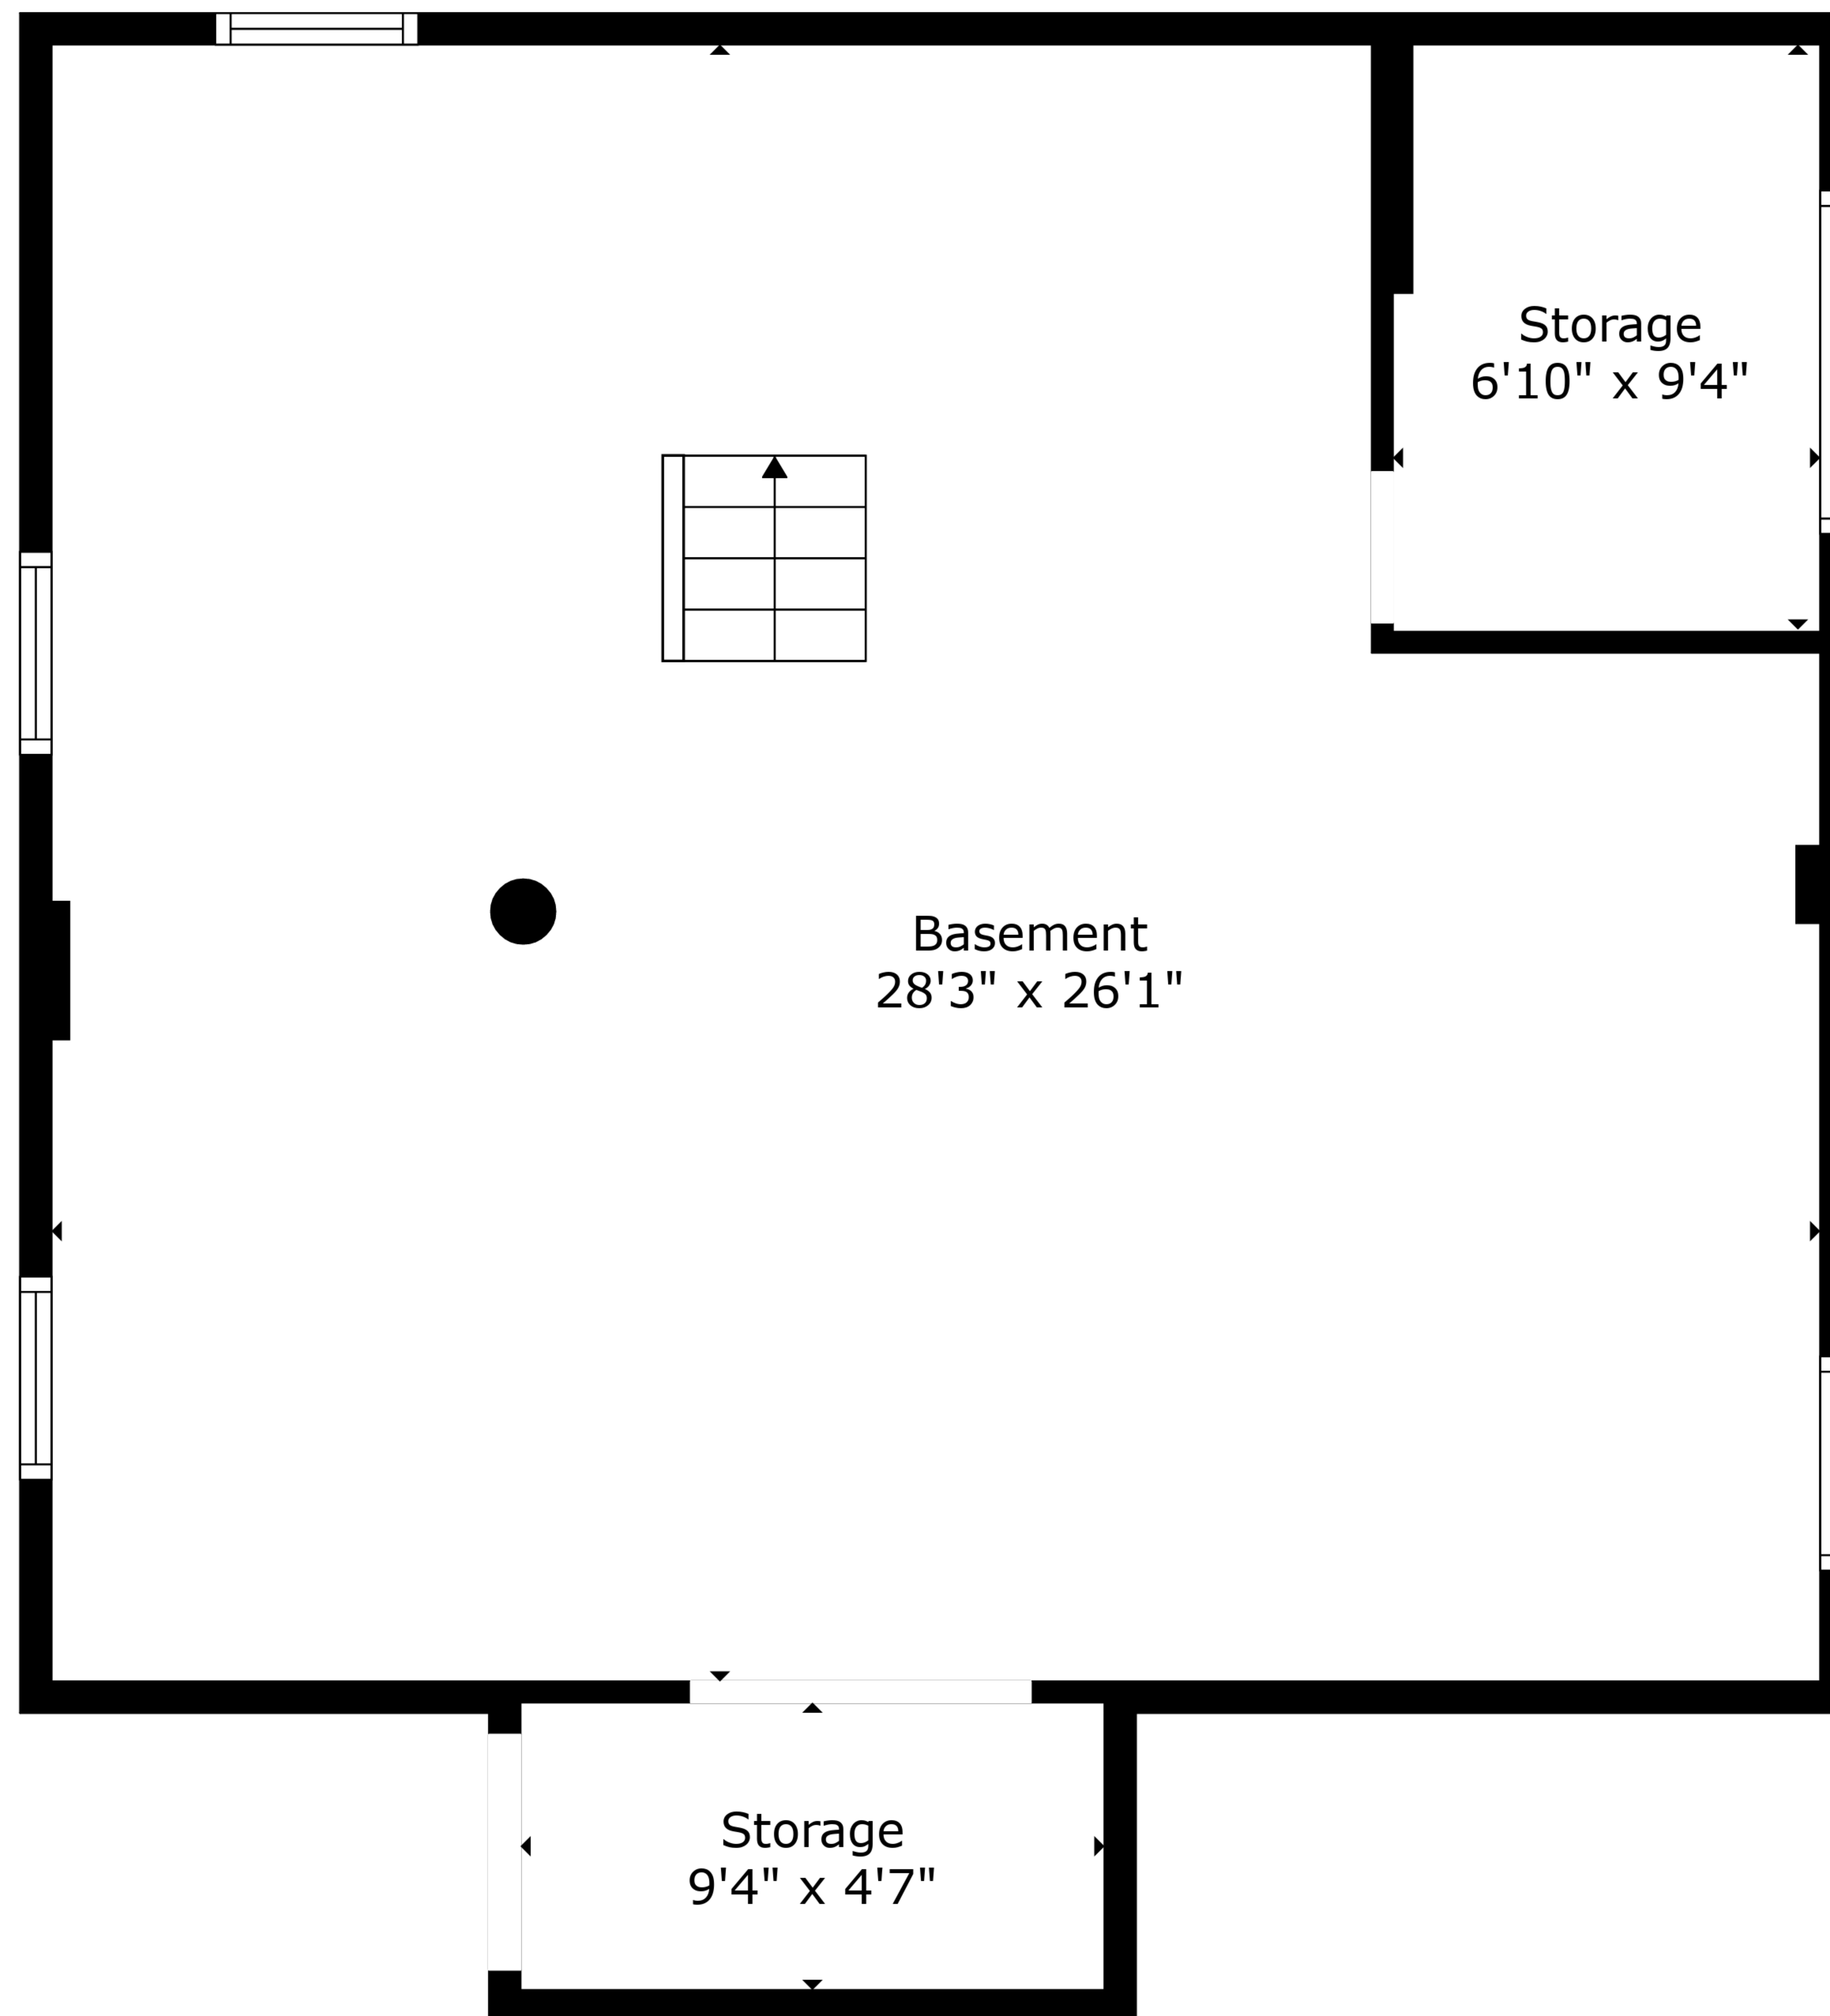 Storage
6'10" x 9'4"
Basement
28'3" x 26'1"
Storage
9'4" x 4'7"